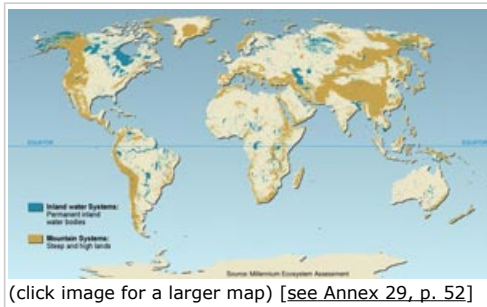 EQUATOR EQUATOR
Inland water Systems:
Permanent inland
water bodies
Mountain Systems:
Steep and high lands
Source: Millennium Ecosystem Assessment
(click image for a larger map) [see Annex 29, p. 52]